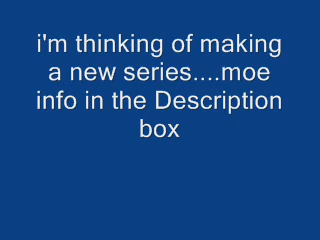 i'm thinking of making
a new series....moe
info in the Description
box